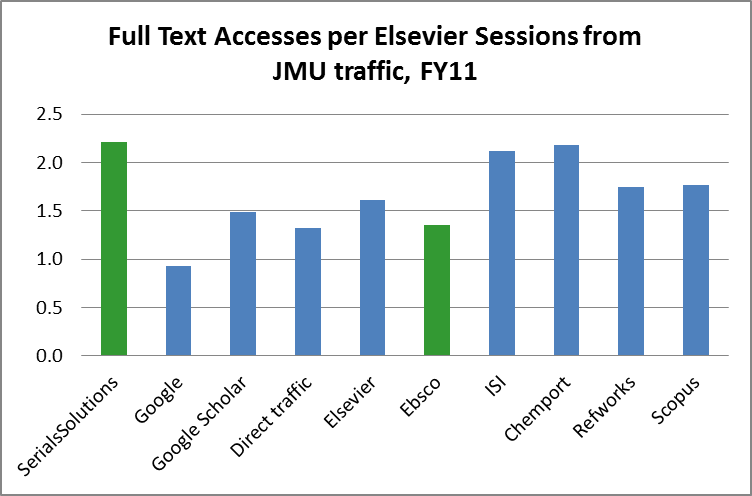 Full Text Accesses per Elsevier Sessions from
JMU traffic, FY11
2.5
2.0
1.5
1.0
0.5
0.0
SerialsSolutions
Google
Google Scholar
Direct traffic
Elsevier
Ebsco
ISI
Chemport
Refworks
Scopus